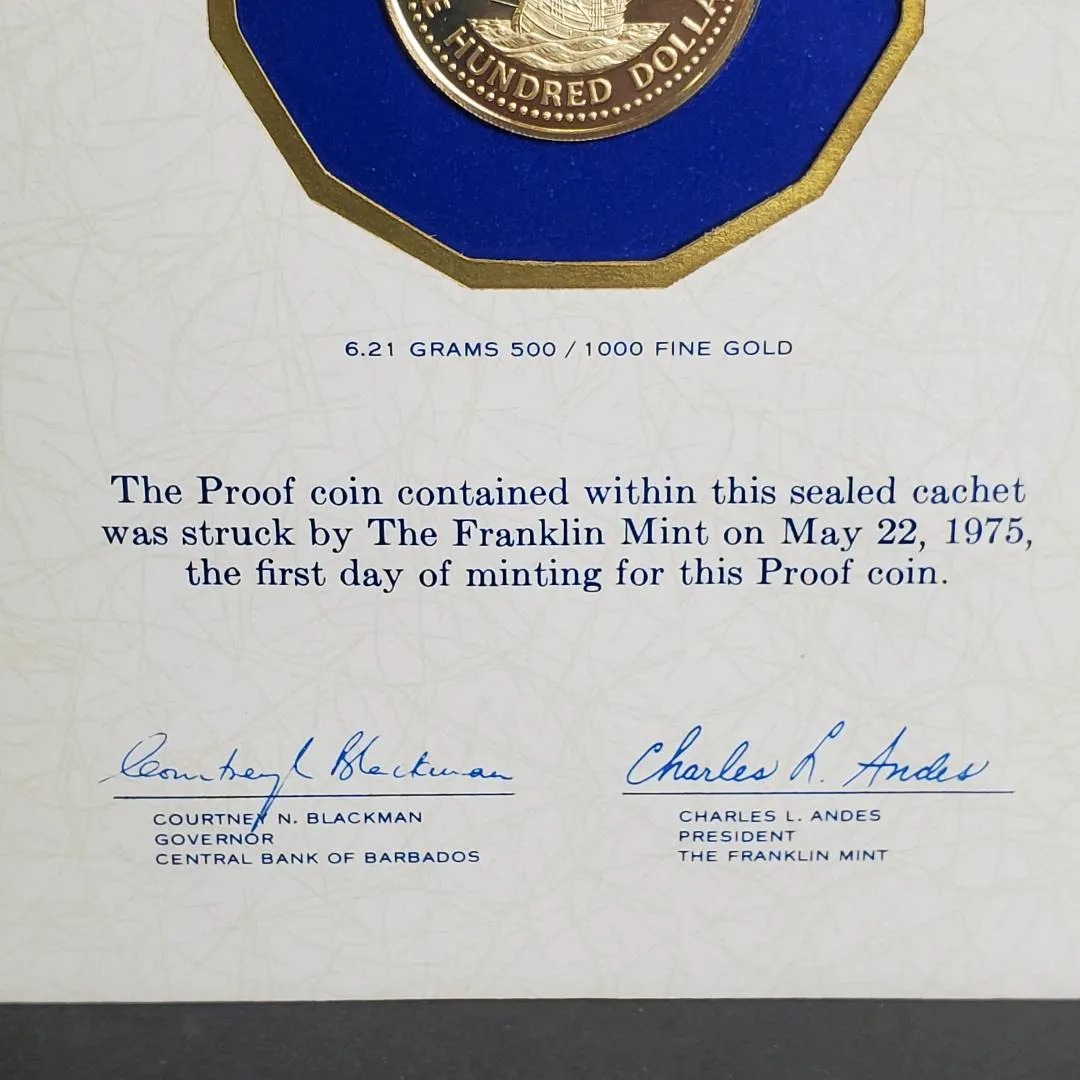 E HUNDRED DOLLA
6.21 GRAMS 500 / 1000 FINE GOLD
The Proof coin contained within this sealed cachet
was struck by The Franklin Mint on May 22, 1975,
the first day of minting for this Proof coin.
Courtney Blackman
Charles L. Andes
COURTNEY N. BLACKMAN
GOVERNOR
CENTRAL BANK OF BARBADOS
CHARLES L. ANDES
PRESIDENT
THE FRANKLIN MINT